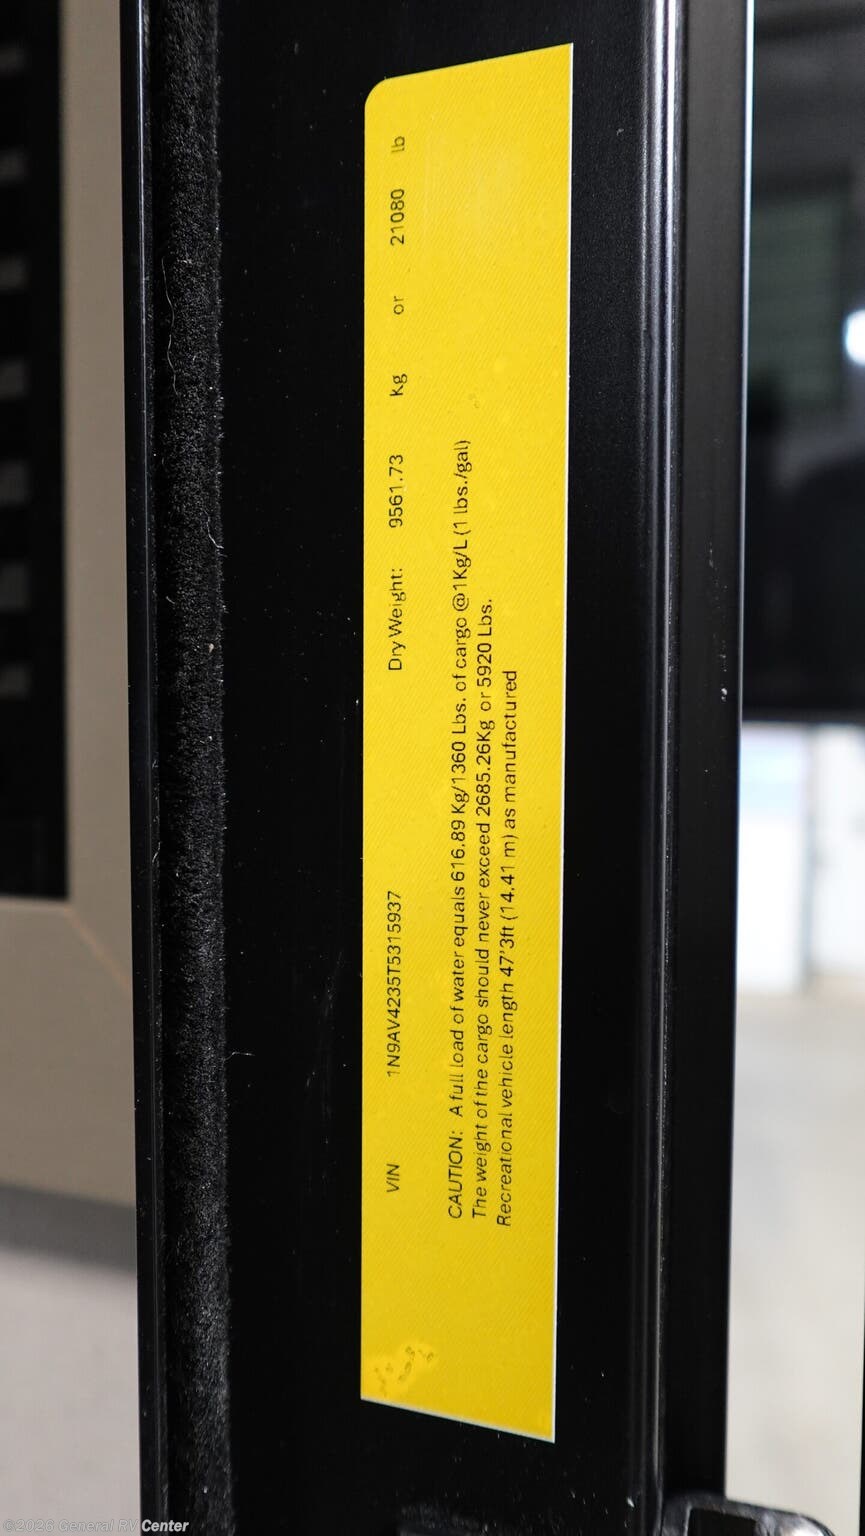 VIN 1N9AV4235T5315937 Dry Weight: 9561.73 Kg or 21080 lb
CAUTION: A full load of water equals 616.89 Kg/1360 Lbs. of cargo @1Kg/L (1 lbs./gal)
The weight of the cargo should never exceed 2685.26Kg or 5920 Lbs.
Recreational vehicle length 47'3ft (14.41 m) as manufactured
©2026 General RV Center